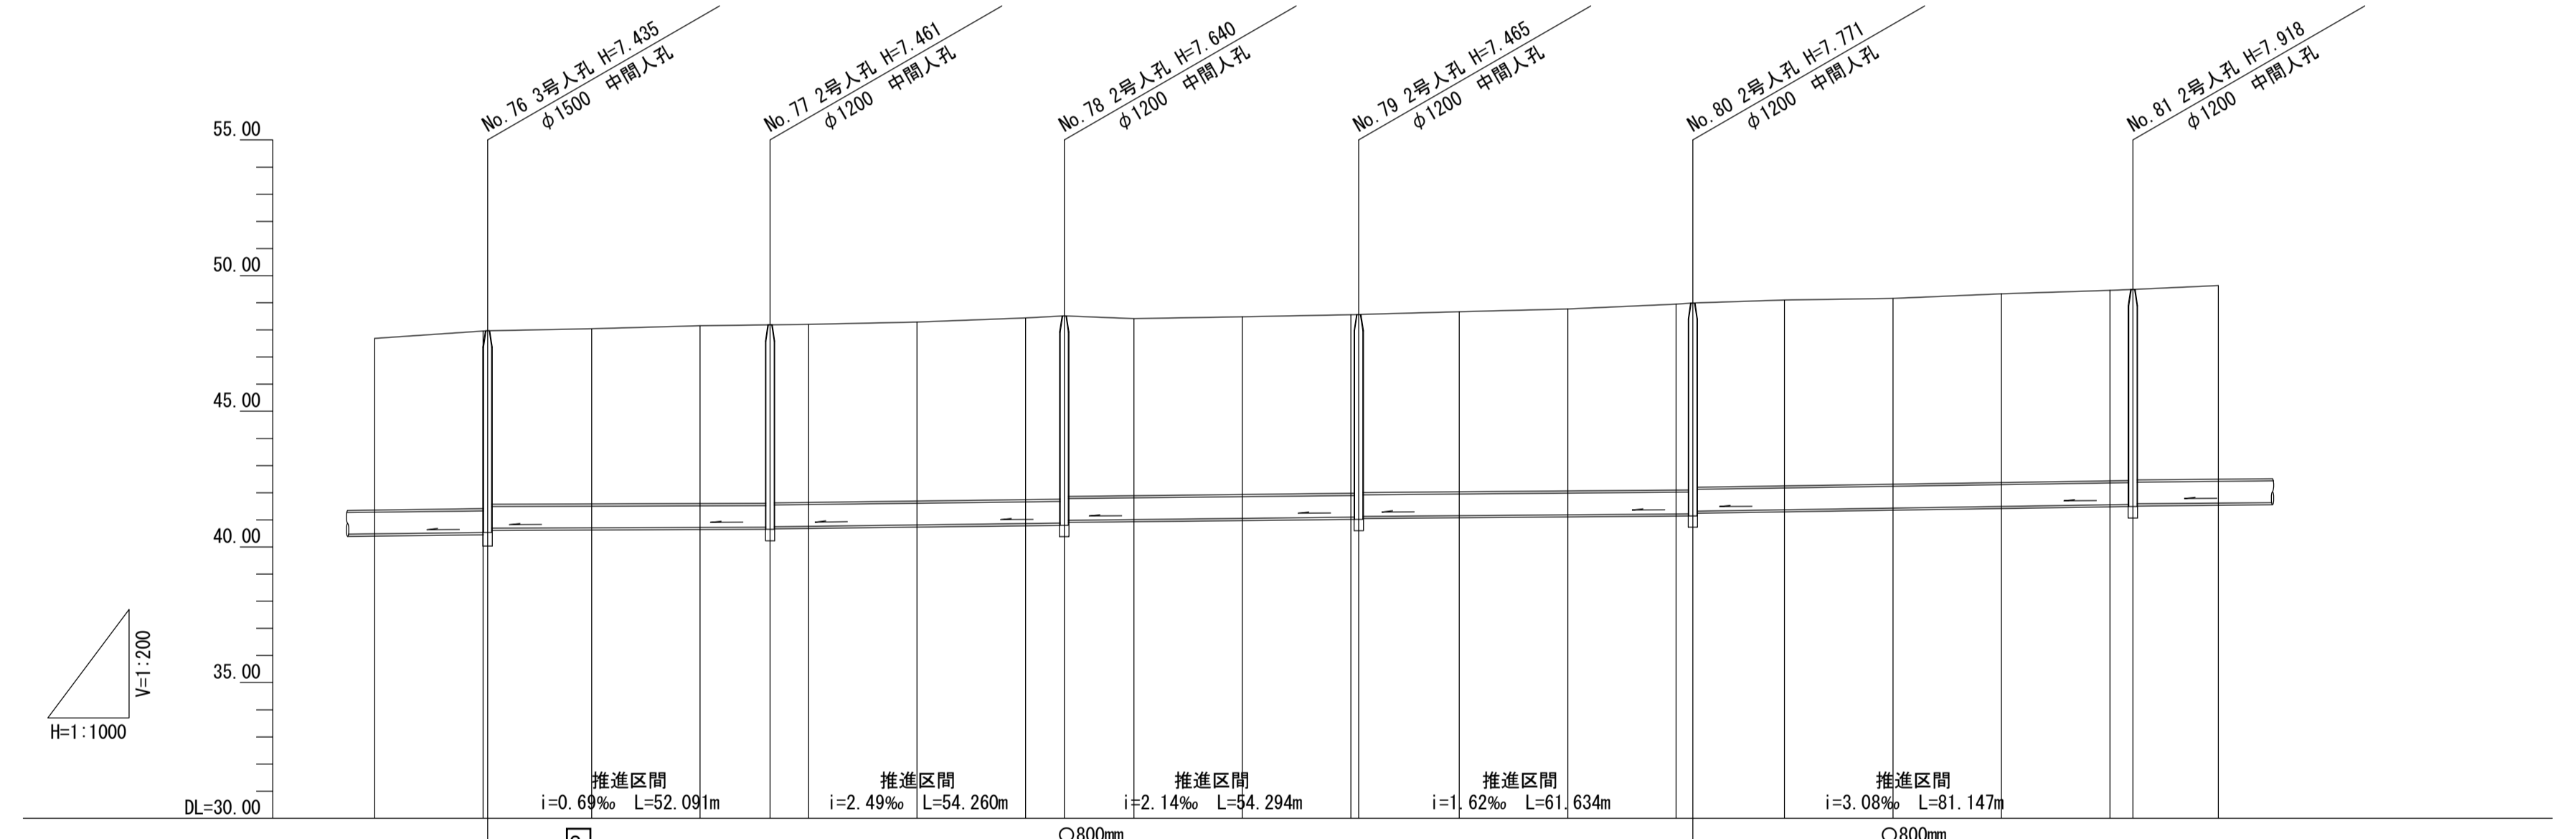 No.76 3号人孔 H=7.435
φ1500 中間人孔
No.77 2号人孔 H=7.461
φ1200 中間人孔
No.78 2号人孔 H=7.640
φ1200 中間人孔
No.79 2号人孔 H=7.465
φ1200 中間人孔
No.80 2号人孔 H=7.771
φ1200 中間人孔
No.81 2号人孔 H=7.918
φ1200 中間人孔
55.00
50.00
45.00
40.00
35.00
DL=30.00
V=1:200
H=1:1000
推進区間
i=0.69‰ L=52.091m
推進区間
i=2.49‰ L=54.260m
推進区間
i=2.14‰ L=54.294m
推進区間
i=1.62‰ L=61.634m
推進区間
i=3.08‰ L=81.147m
○800mm
○800mm